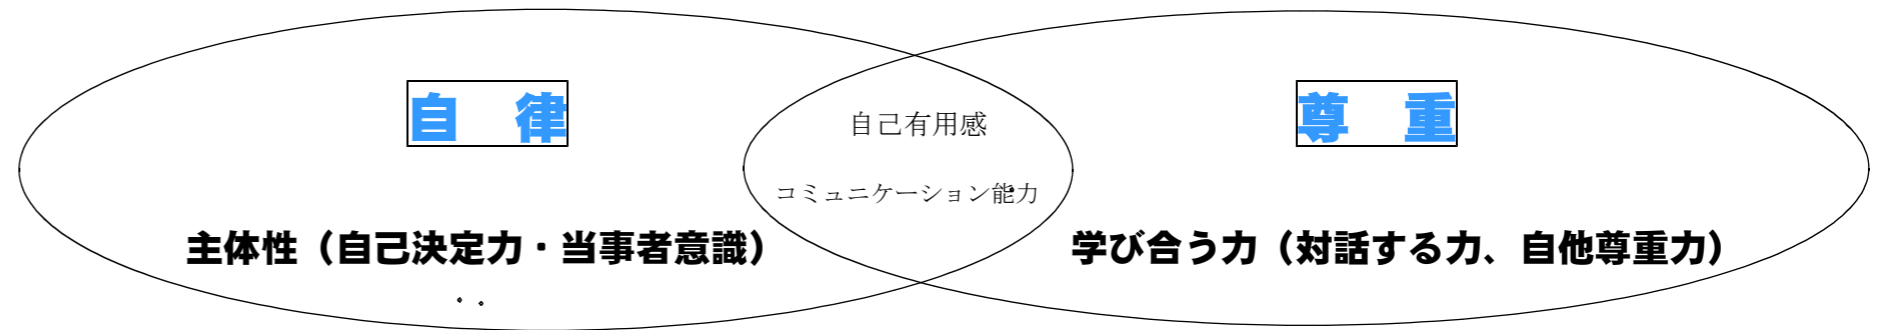 自　律
尊　重
自己有用感
コミュニケーション能力
主体性（自己決定力・当事者意識）
学び合う力（対話する力、自他尊重力）